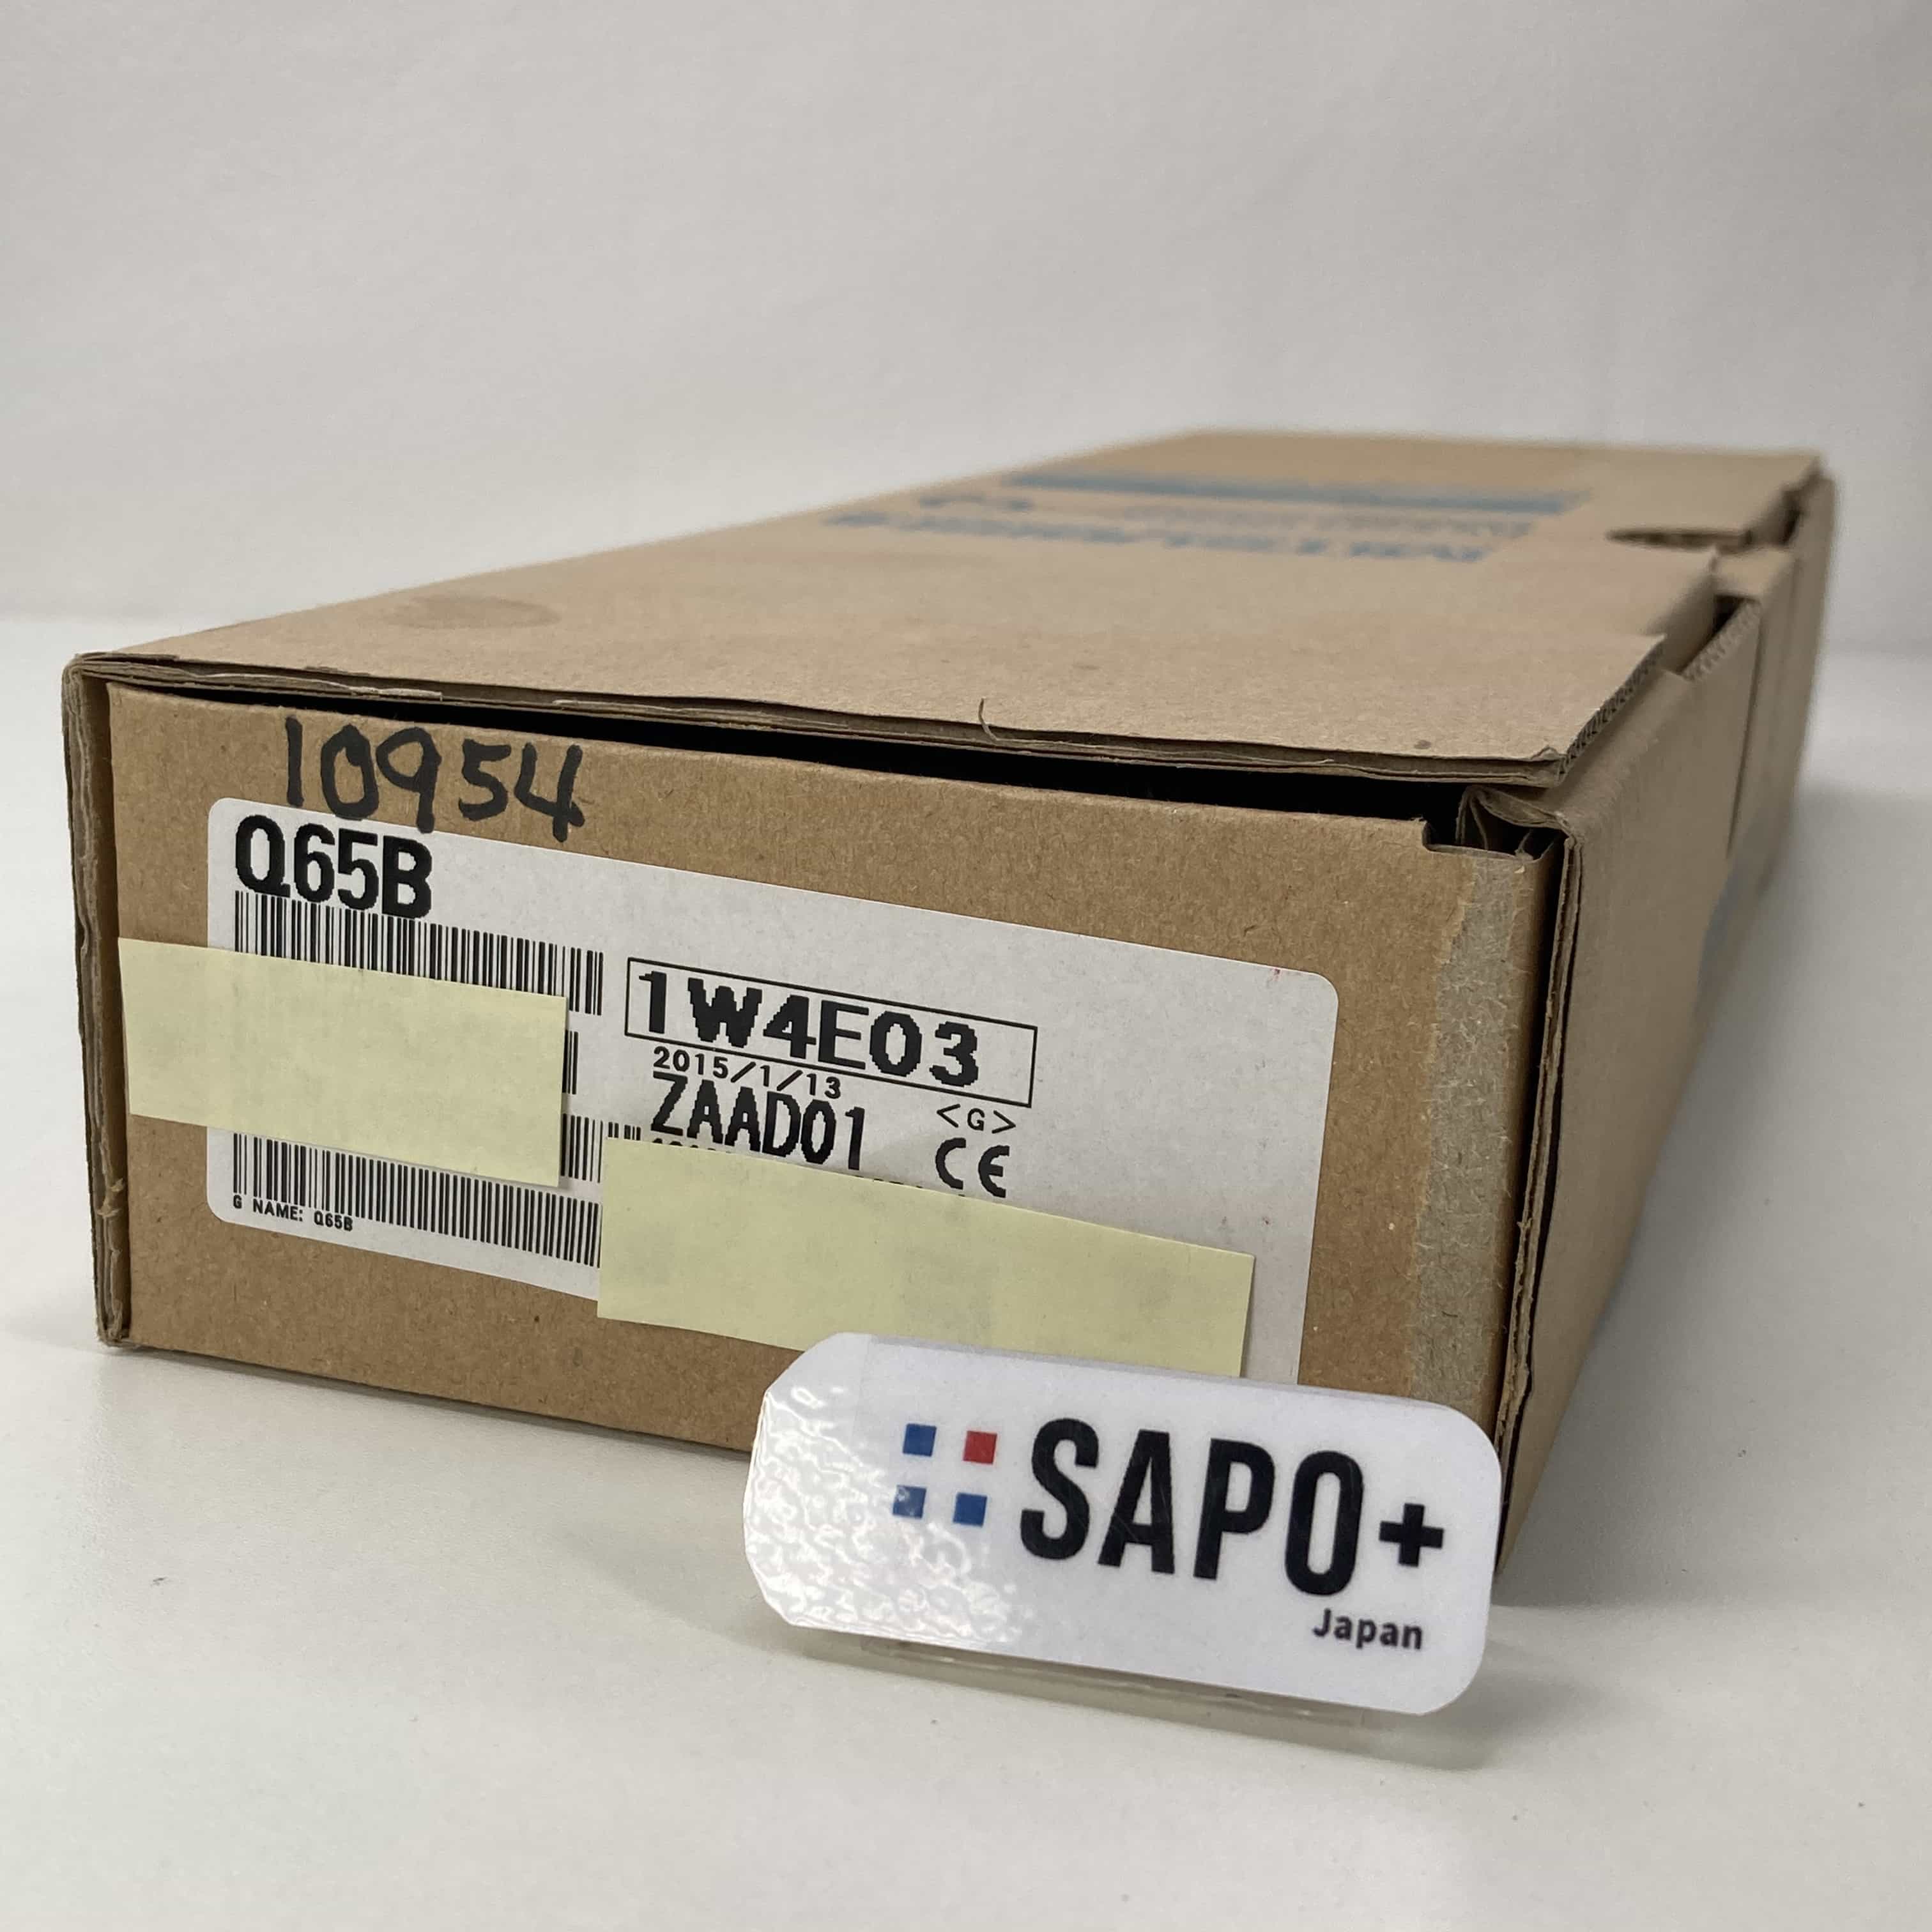 10954
Q65B
1W4E03
2015/1/13
ZAAD01
<G>
CE
G NAME: Q65B
SAPO+
Japan